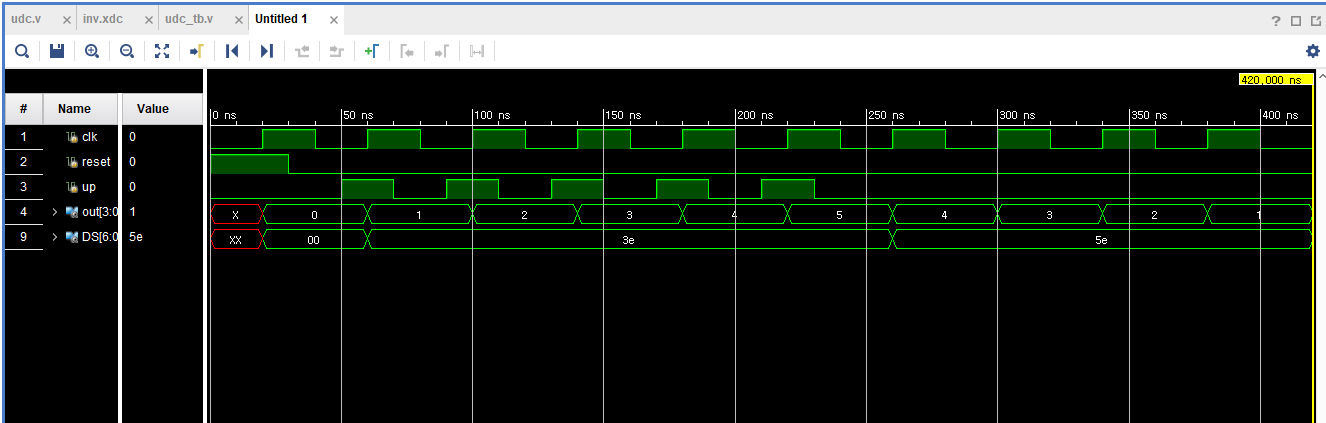 udc.v × inv.xdc × udc_tb.v × Untitled 1 ×
?
420,000 ns
# Name Value
0 ns 50 ns 100 ns 150 ns 200 ns 250 ns 300 ns 350 ns 400 ns
1 clk 0
2 reset 0
3 up 0
4 out[3:0 1 X 0 1 2 3 4 5 4 3 2 1
9 DS[6:0 5e XX 00 3e 5e